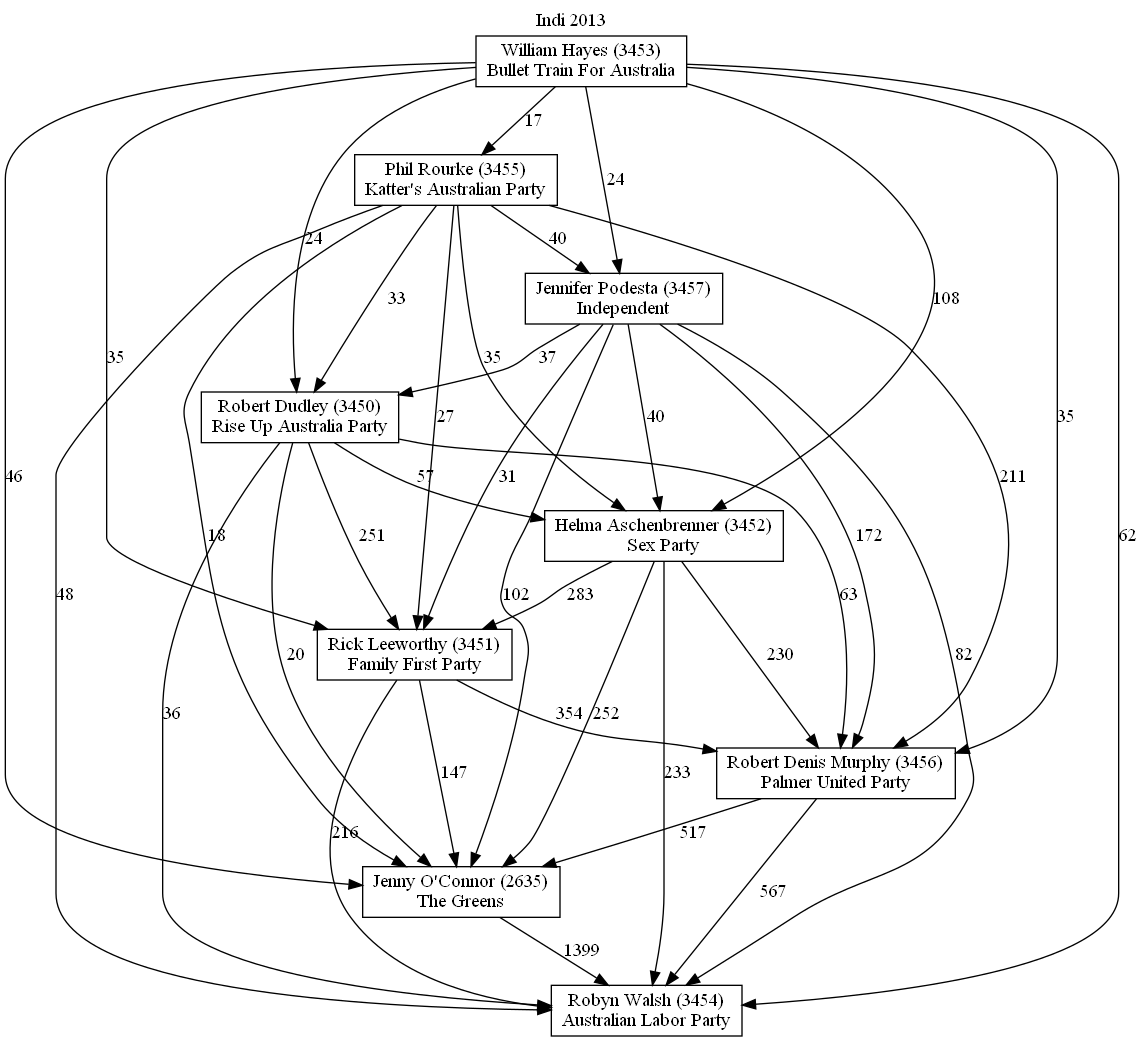 Indi 2013
William Hayes (3453)
Bullet Train For Australia
17
Phil Rourke (3455)
Katter's Australian Party
24
24
40
Jennifer Podesta (3457)
Independent
33
108
35
35
37
27
40
35
Robert Dudley (3450)
Rise Up Australia Party
46
57
31
211
62
18
251
172
Helma Aschenbrenner (3452)
Sex Party
48
102
283
63
Rick Leeworthy (3451)
Family First Party
20
230
82
36
354
252
Robert Denis Murphy (3456)
Palmer United Party
147
233
216
517
Jenny O'Connor (2635)
The Greens
567
1399
Robyn Walsh (3454)
Australian Labor Party